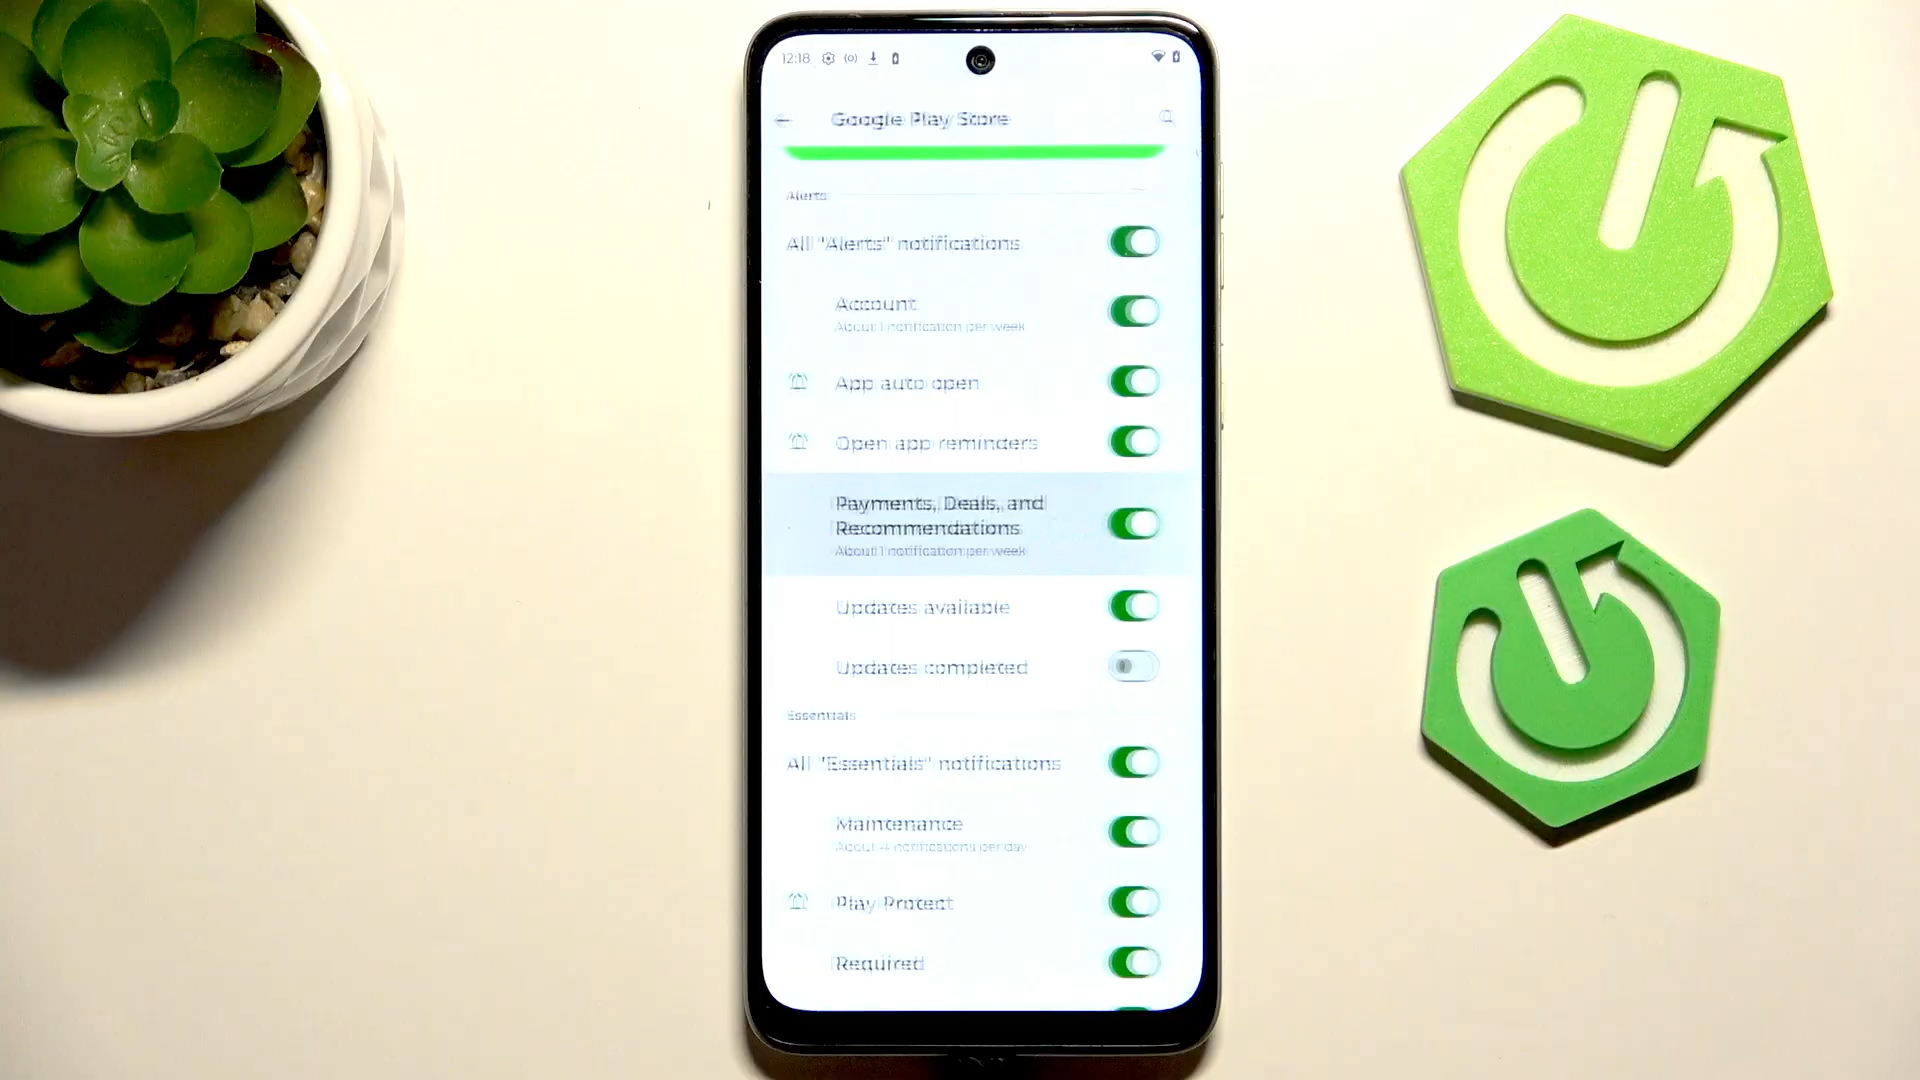 12:18
Google Play Store
Alerts
All "Alerts" notifications
Account
About 1 notification per week
App auto open
Open app reminders
Payments, Deals, and
Recommendations
About 1 notification per week
Updates available
Updates completed
Essentials
All "Essentials" notifications
Maintenance
About 4 notifications per day
Play Protect
Required